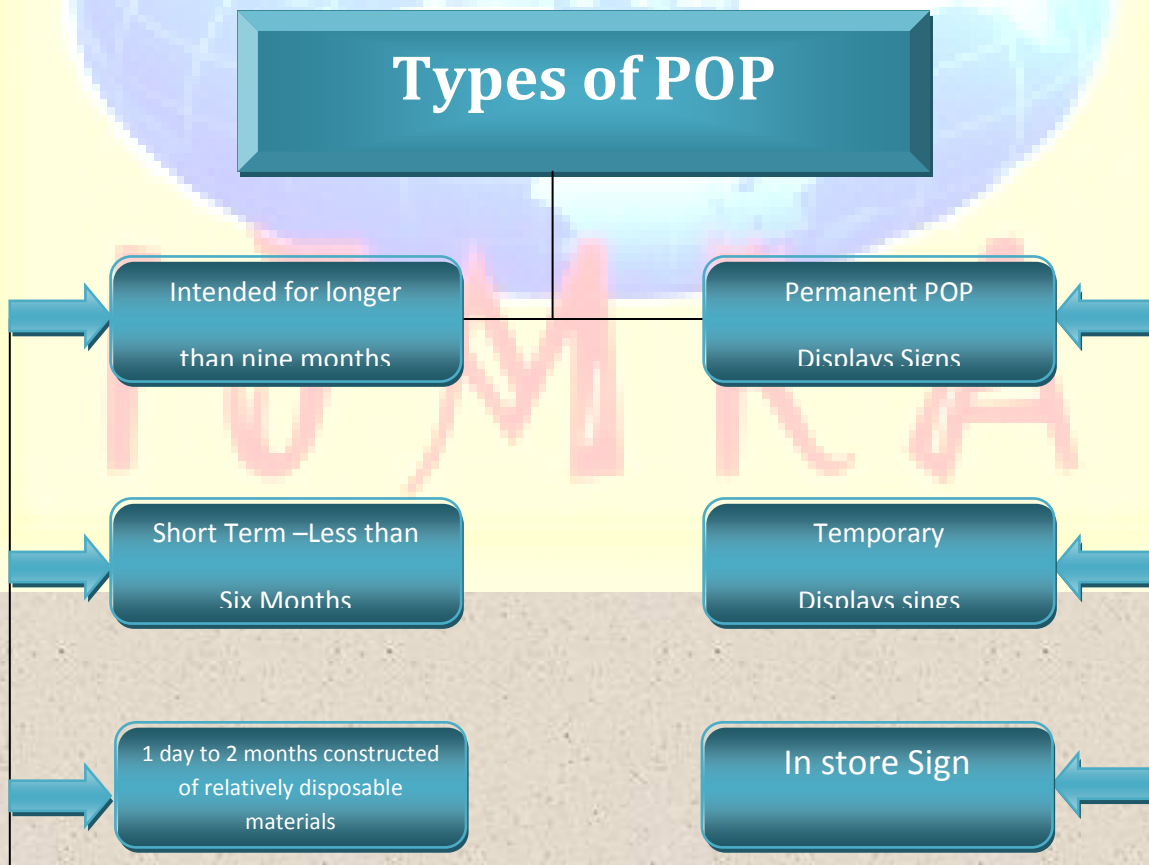 Types of POP
Intended for longer
than nine months
Permanent POP
Displays Signs
Short Term –Less than
Six Months
Temporary
Displays sings
1 day to 2 months constructed
of relatively disposable
materials
In store Sign